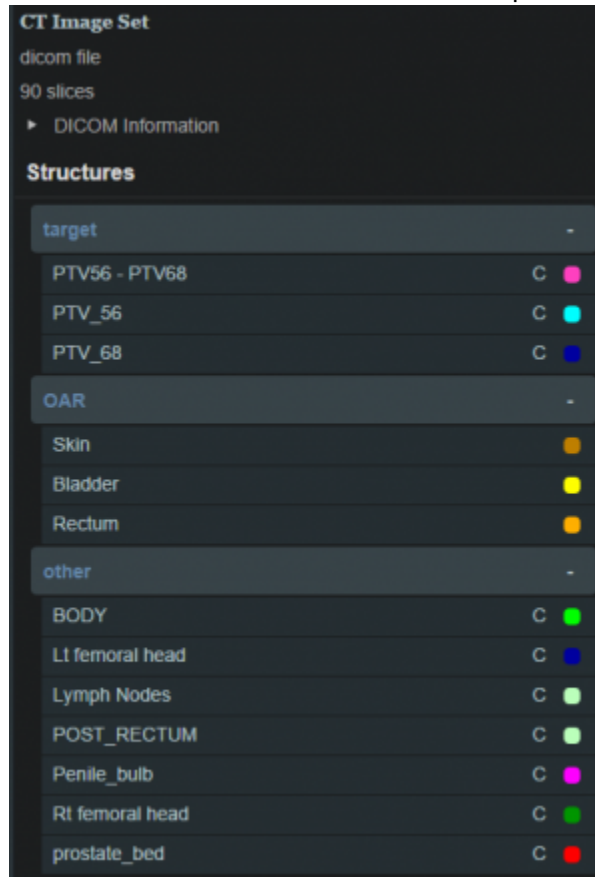 CT Image Set
dicom file
90 slices
▸ DICOM Information
Structures
target -
PTV56 - PTV68 C
PTV_56 C
PTV_68 C
OAR -
Skin
Bladder
Rectum
other -
BODY C
Lt femoral head C
Lymph Nodes C
POST_RECTUM C
Penile_bulb C
Rt femoral head C
prostate_bed C